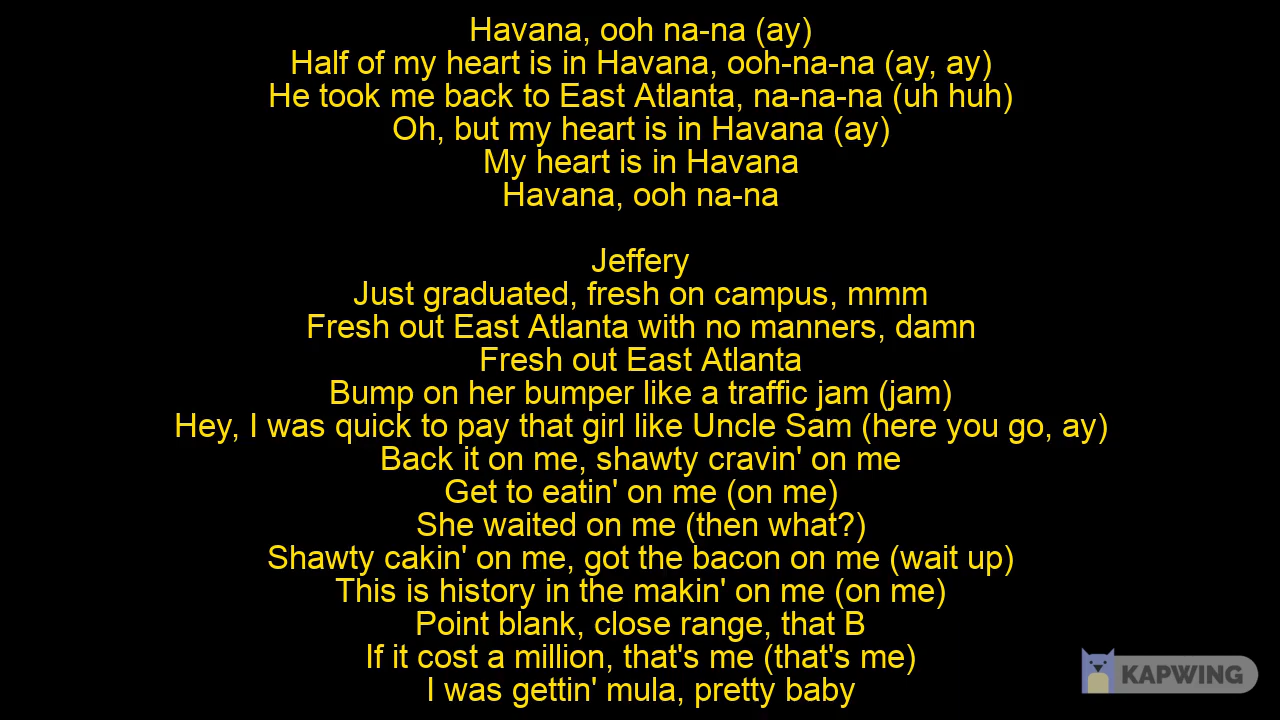 Havana, ooh na-na (ay)
Half of my heart is in Havana, ooh-na-na (ay, ay)
He took me back to East Atlanta, na-na-na (uh huh)
Oh, but my heart is in Havana (ay)
My heart is in Havana
Havana, ooh na-na
Jeffery
Just graduated, fresh on campus, mmm
Fresh out East Atlanta with no manners, damn
Fresh out East Atlanta
Bump on her bumper like a traffic jam (jam)
Hey, I was quick to pay that girl like Uncle Sam (here you go, ay)
Back it on me, shawty cravin' on me
Get to eatin' on me (on me)
She waited on me (then what?)
Shawty cakin' on me, got the bacon on me (wait up)
This is history in the makin' on me (on me)
Point blank, close range, that B
If it cost a million, that's me (that's me)
I was gettin' mula, pretty baby
KAPWING